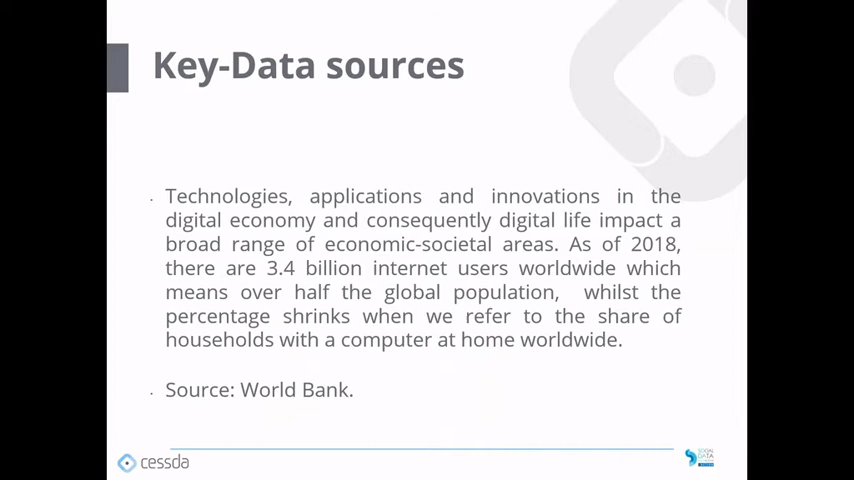 Key-Data sources
Technologies, applications and innovations in the
digital economy and consequently digital life impact a
broad range of economic-societal areas. As of 2018,
there are 3.4 billion internet users worldwide which
means over half the global population, whilst the
percentage shrinks when we refer to the share of
households with a computer at home worldwide.
Source: World Bank.
cessda
SOCIAL
DATA